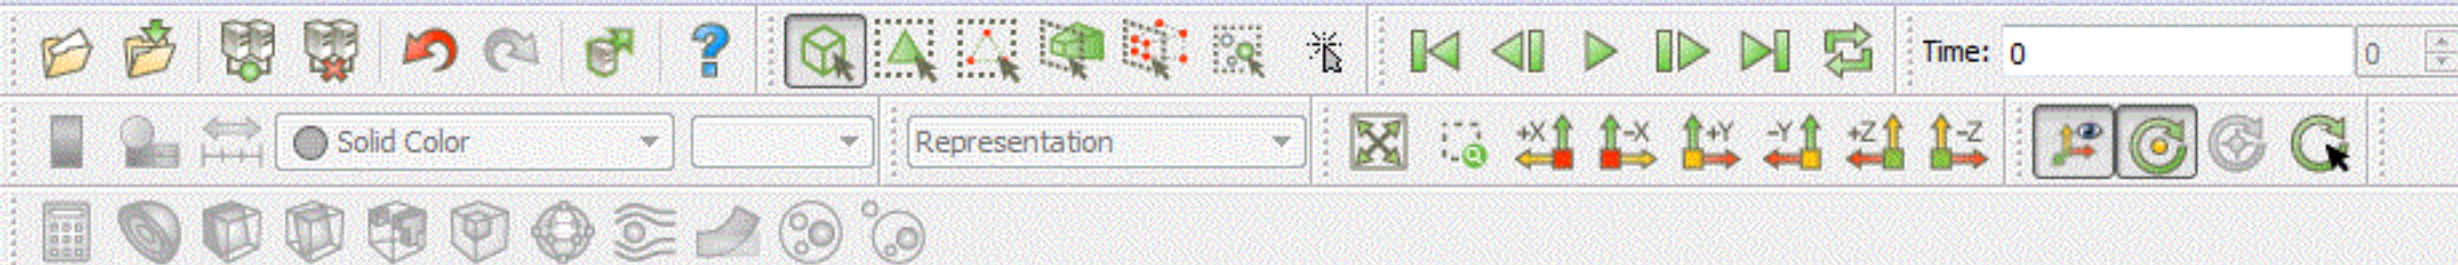 ? Time: 0 0
Solid Color Representation +X -X +Y -Y +Z -Z